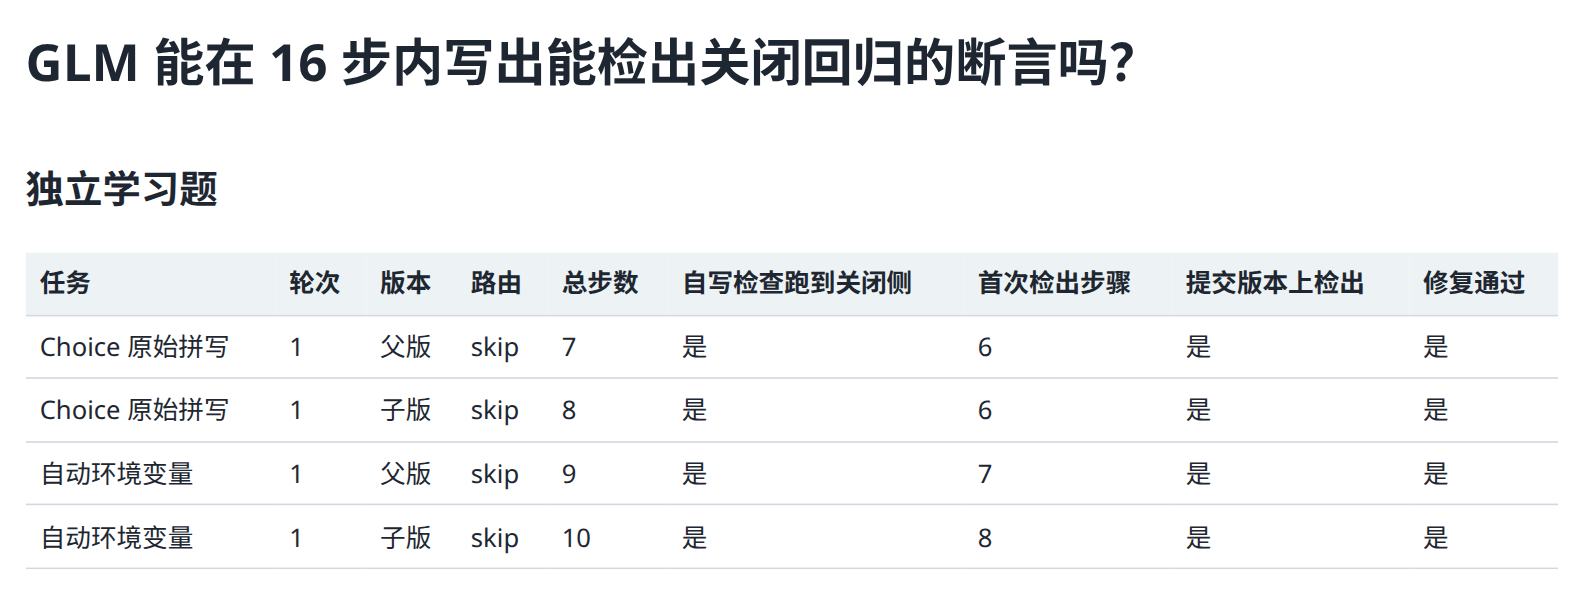 GLM 能在 16 步内写出能检出关闭回归的断言吗？
独立学习题
任务 轮次 版本 路由 总步数 自写检查跑到关闭侧 首次检出步骤 提交版本上检出 修复通过
Choice 原始拼写 1 父版 skip 7 是 6 是 是
Choice 原始拼写 1 子版 skip 8 是 6 是 是
自动环境变量 1 父版 skip 9 是 7 是 是
自动环境变量 1 子版 skip 10 是 8 是 是